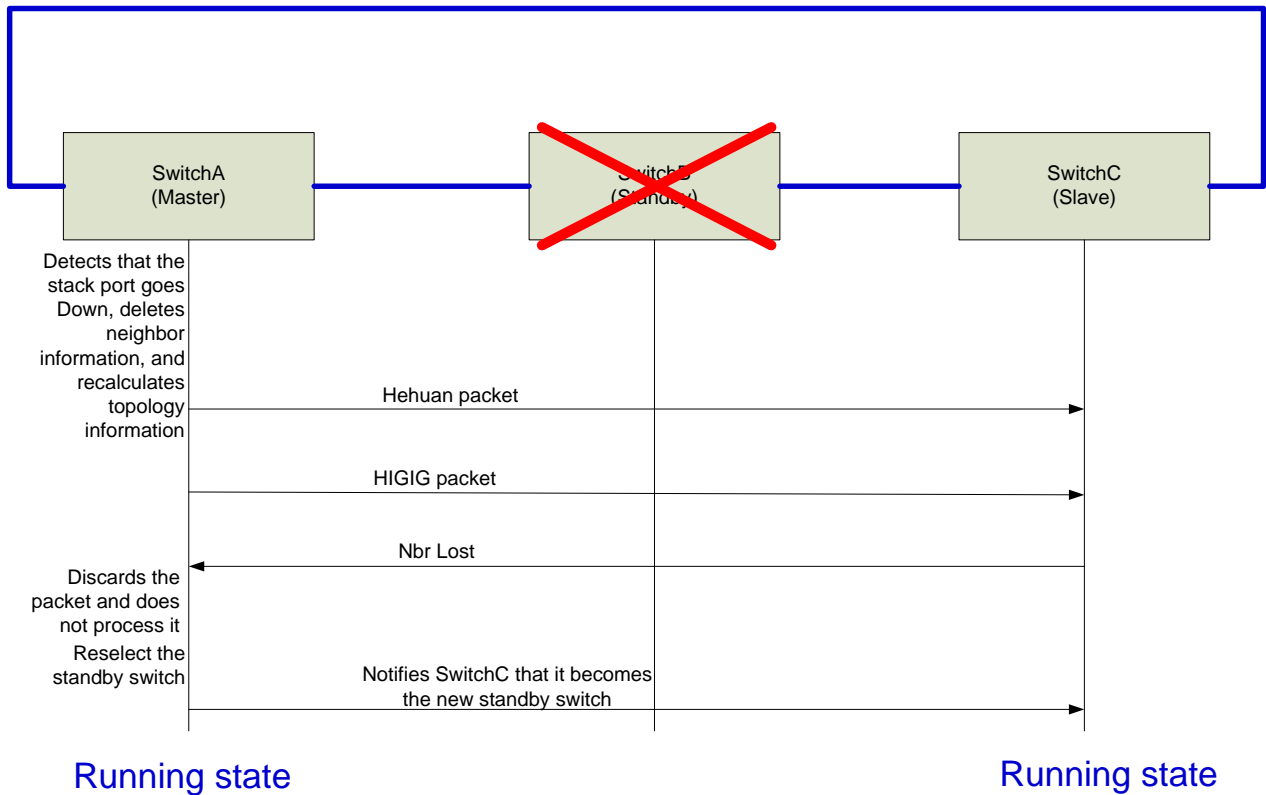 SwitchA
(Master)
SwitchB
(Standby)
SwitchC
(Slave)
Detects that the
stack port goes
Down, deletes
neighbor
information, and
recalculates
topology
information
Hehuan packet
HIGIG packet
Nbr Lost
Discards the
packet and does
not process it
Reselect the
standby switch
Notifies SwitchC that it becomes
the new standby switch
Running state
Running state